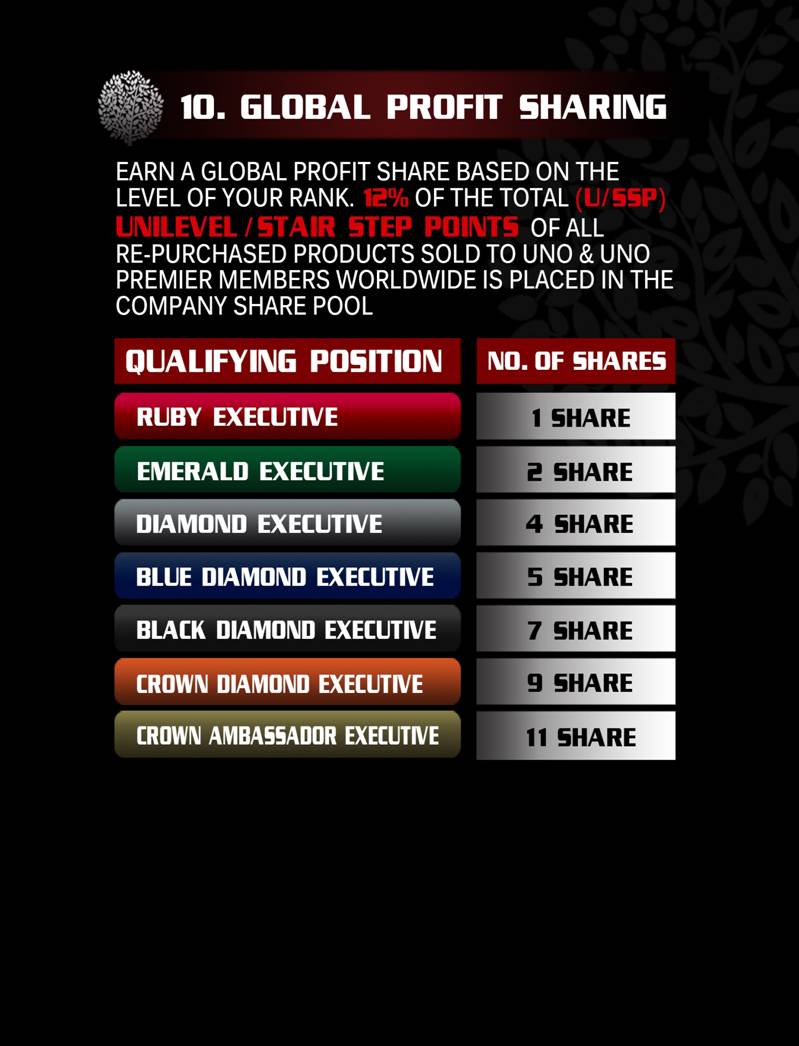 10. GLOBAL PROFIT SHARING
EARN A GLOBAL PROFIT SHARE BASED ON THE
LEVEL OF YOUR RANK. 12% OF THE TOTAL (U/SSP)
UNILEVEL / STAIR STEP POINTS OF ALL
RE-PURCHASED PRODUCTS SOLD TO UNO & UNO
PREMIER MEMBERS WORLDWIDE IS PLACED IN THE
COMPANY SHARE POOL
QUALIFYING POSITION NO. OF SHARES
RUBY EXECUTIVE 1 SHARE
EMERALD EXECUTIVE 2 SHARE
DIAMOND EXECUTIVE 4 SHARE
BLUE DIAMOND EXECUTIVE 5 SHARE
BLACK DIAMOND EXECUTIVE 7 SHARE
CROWN DIAMOND EXECUTIVE 9 SHARE
CROWN AMBASSADOR EXECUTIVE 11 SHARE